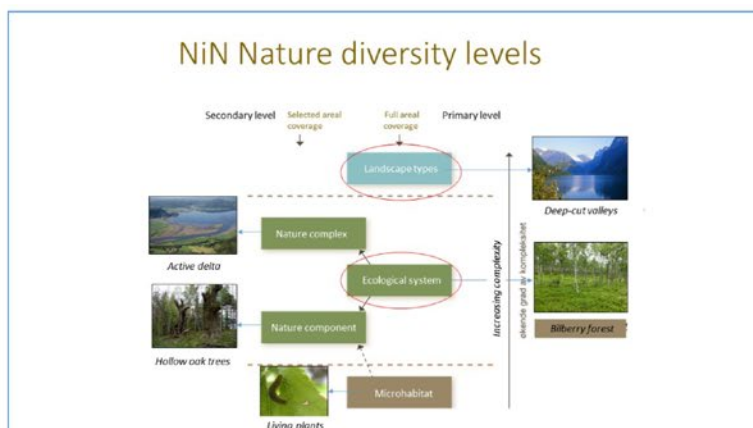 NiN Nature diversity levels
Secondary level
Selected areal
coverage
Full areal
coverage
Primary level
Landscape types
Deep-cut valleys
Nature complex
Active delta
Ecological system
Increasing complexity
økende grad av kompleksitet
Bilberry forest
Nature component
Hollow oak trees
Microhabitat
Living plants